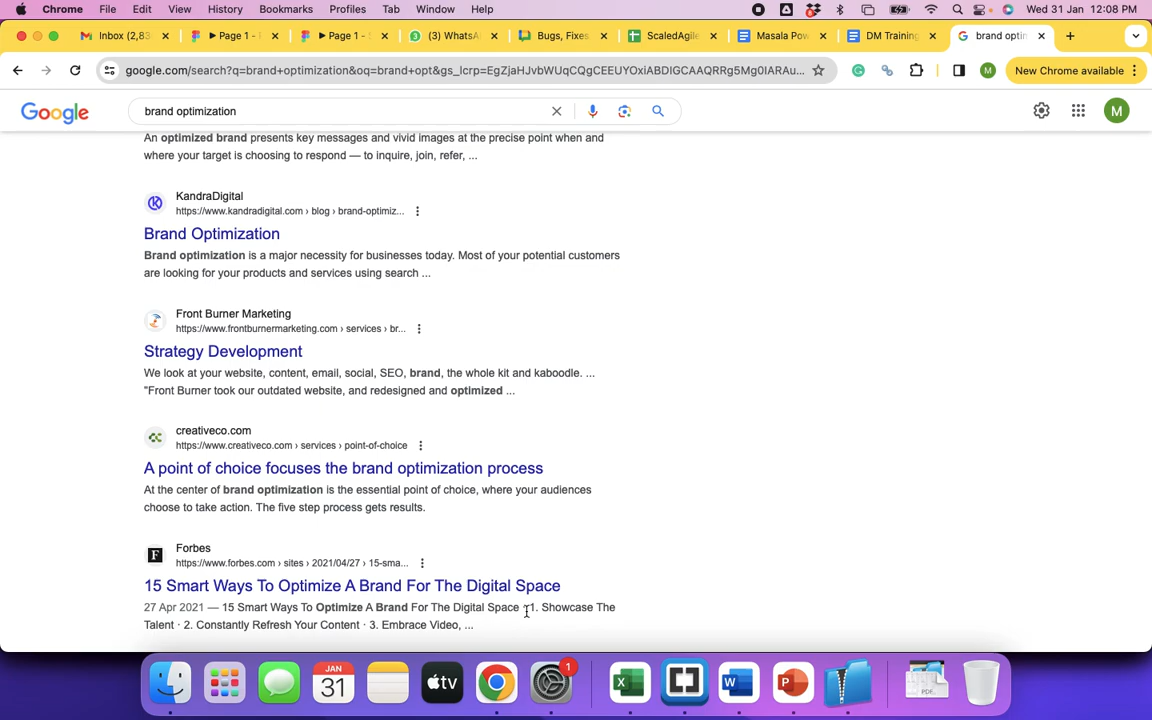 Chrome File Edit View History Bookmarks Profiles Tab Window Help
Wed 31 Jan 12:08 PM
Inbox (2,83
Page 1 -
Page 1 -
(3) WhatsA
Bugs, Fixes
ScaledAgile
Masala Pow
DM Training
brand optin
google.com/search?q=brand+optimization&oq=brand+opt&gs_lcrp=EgZjaHJvbWUqCQgCEEUYOxiABDIGCAAQRRg5Mg0IARAu...
M
New Chrome available
Google
brand optimization
M
An optimized brand presents key messages and vivid images at the precise point when and
where your target is choosing to respond — to inquire, join, refer, ...
KandraDigital
https://www.kandradigital.com › blog › brand-optimiz...
Brand Optimization
Brand optimization is a major necessity for businesses today. Most of your potential customers
are looking for your products and services using search ...
Front Burner Marketing
https://www.frontburnermarketing.com › services › br...
Strategy Development
We look at your website, content, email, social, SEO, brand, the whole kit and kaboodle. ...
"Front Burner took our outdated website, and redesigned and optimized ...
creativeco.com
https://www.creativeco.com › services › point-of-choice
A point of choice focuses the brand optimization process
At the center of brand optimization is the essential point of choice, where your audiences
choose to take action. The five step process gets results.
F
Forbes
https://www.forbes.com › sites › 2021/04/27 › 15-sma...
15 Smart Ways To Optimize A Brand For The Digital Space
27 Apr 2021 — 15 Smart Ways To Optimize A Brand For The Digital Space · 1. Showcase The
Talent · 2. Constantly Refresh Your Content · 3. Embrace Video, ...
JAN
31
tv
1
X
W
P
PDF